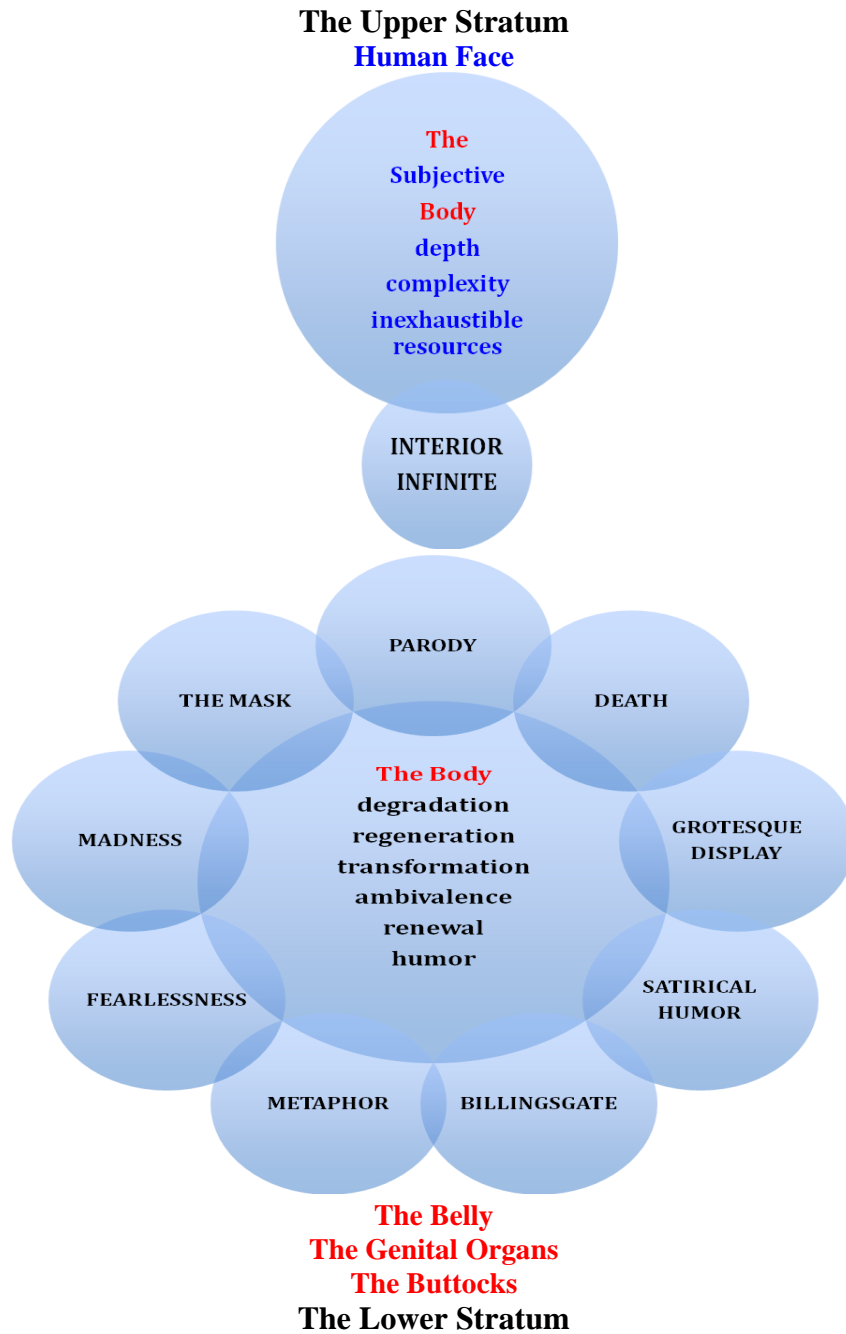 The Upper Stratum
Human Face
The
Subjective
Body
depth
complexity
inexhaustible
resources
INTERIOR
INFINITE
PARODY
THE MASK
DEATH
The Body
degradation
regeneration
transformation
ambivalence
renewal
humor
MADNESS
GROTESQUE
DISPLAY
FEARLESSNESS
SATIRICAL
HUMOR
METAPHOR
BILLINGSGATE
The Belly
The Genital Organs
The Buttocks
The Lower Stratum